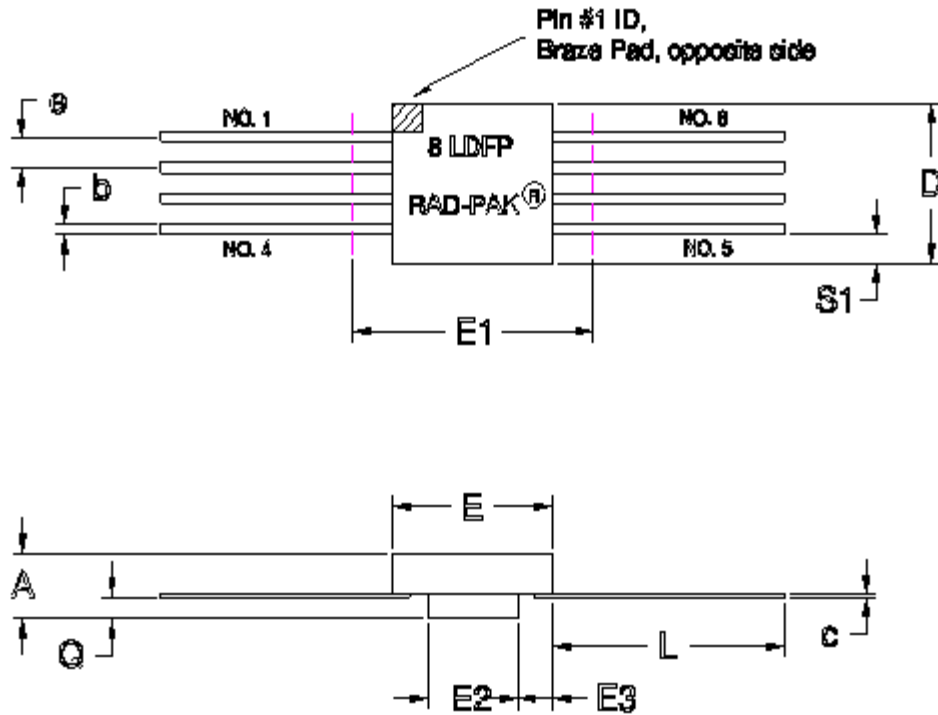 Pin #1 ID,
Braze Pad, opposite side
e
NO. 1
NO. 8
8 LDFP
D
b
RAD-PAK®
NO. 4
NO. 5
S1
E1
E
A
Q
L
c
E2
E3